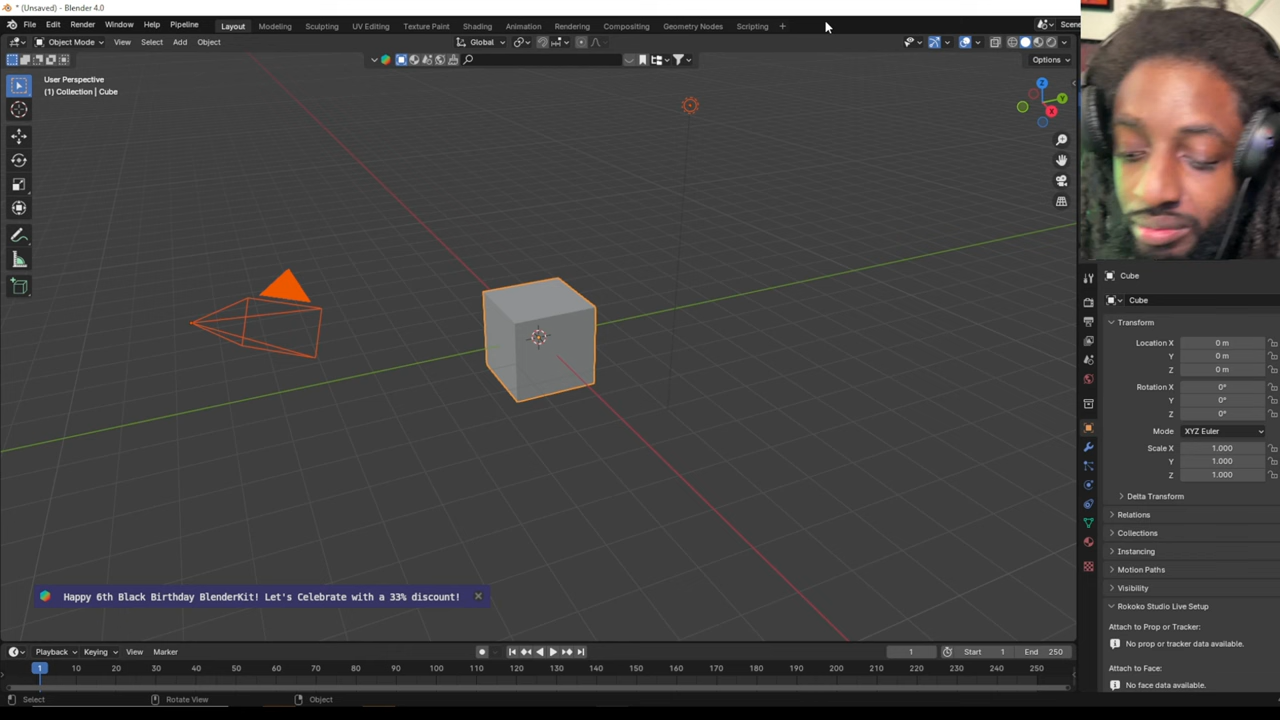 * (Unsaved) - Blender 4.0
File Edit Render Window Help Pipeline Layout Modeling Sculpting UV Editing Texture Paint Shading Animation Rendering Compositing Geometry Nodes Scripting + Scene
Object Mode View Select Add Object Global
Options
User Perspective
(1) Collection | Cube
Z
Y
X
Cube
Cube
Transform
Location X 0 m
Y 0 m
Z 0 m
Rotation X 0°
Y 0°
Z 0°
Mode XYZ Euler
Scale X 1.000
Y 1.000
Z 1.000
Delta Transform
Relations
Collections
Instancing
Motion Paths
Visibility
Rokoko Studio Live Setup
Attach to Prop or Tracker:
No prop or tracker data available.
Attach to Face:
No face data available.
Happy 6th Black Birthday BlenderKit! Let's Celebrate with a 33% discount!
Playback Keying View Marker 1 Start 1 End 250
1 10 20 30 40 50 60 70 80 90 100 110 120 130 140 150 160 170 180 190 200 210 220 230 240 250
Select Rotate View Object